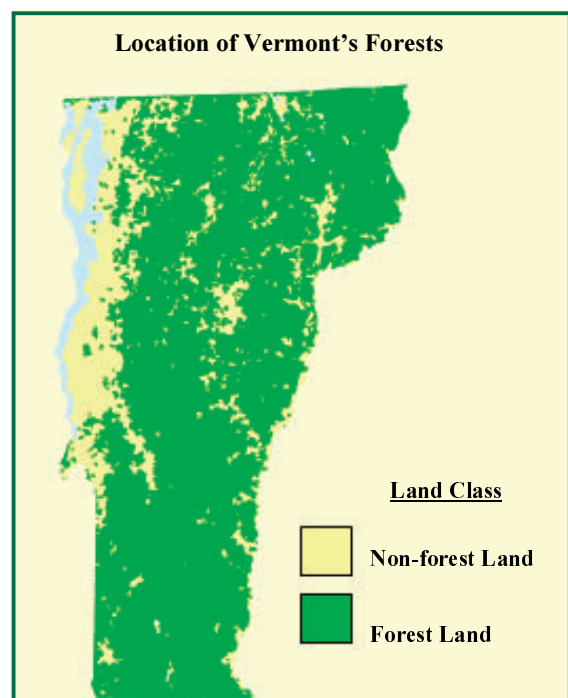 Location of Vermont’s Forests
Land Class
Non-forest Land
Forest Land